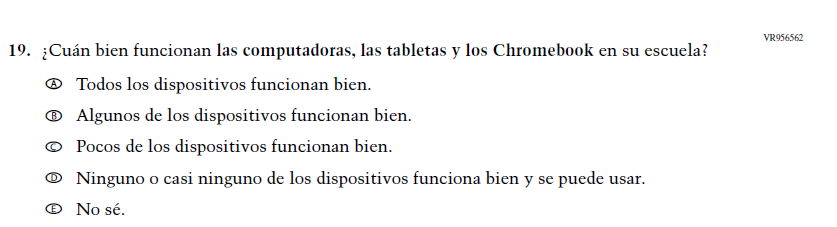 VR956562
19. ¿Cuán bien funcionan las computadoras, las tabletas y los Chromebook en su escuela?
Ⓐ Todos los dispositivos funcionan bien.
Ⓑ Algunos de los dispositivos funcionan bien.
Ⓒ Pocos de los dispositivos funcionan bien.
Ⓓ Ninguno o casi ninguno de los dispositivos funciona bien y se puede usar.
Ⓔ No sé.